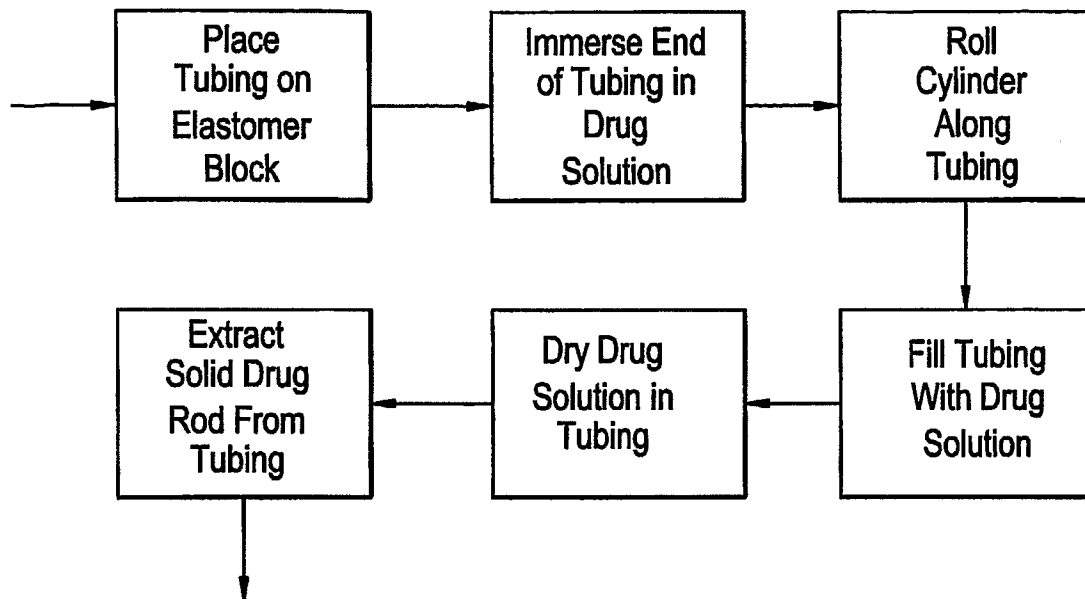 Place
Tubing on
Elastomer
Block
Immerse End
of Tubing in
Drug
Solution
Roll
Cylinder
Along
Tubing
Fill Tubing
With Drug
Solution
Dry Drug
Solution in
Tubing
Extract
Solid Drug
Rod From
Tubing